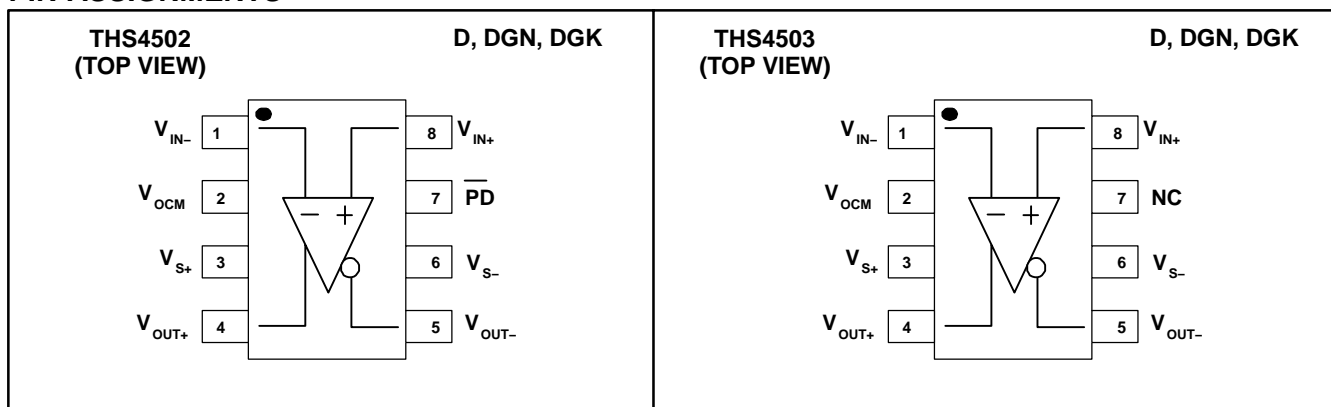 THS4502
(TOP VIEW)
D, DGN, DGK
VIN–
1
8
VIN+
VOCM
2
7
PD
VS+
3
6
VS–
VOUT+
4
5
VOUT–
– +
THS4503
(TOP VIEW)
D, DGN, DGK
VIN–
1
8
VIN+
VOCM
2
7
NC
VS+
3
6
VS–
VOUT+
4
5
VOUT–
– +